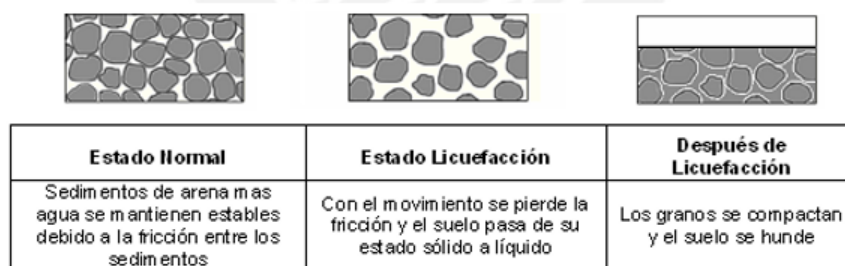 Estado Normal
Estado Licuefacción
Después de
Licuefacción
Sedimentos de arena mas
agua se mantienen estables
debido a la fricción entre los
sedimentos
Con el movimiento se pierde la
fricción y el suelo pasa de su
estado sólido a líquido
Los granos se compactan
y el suelo se hunde